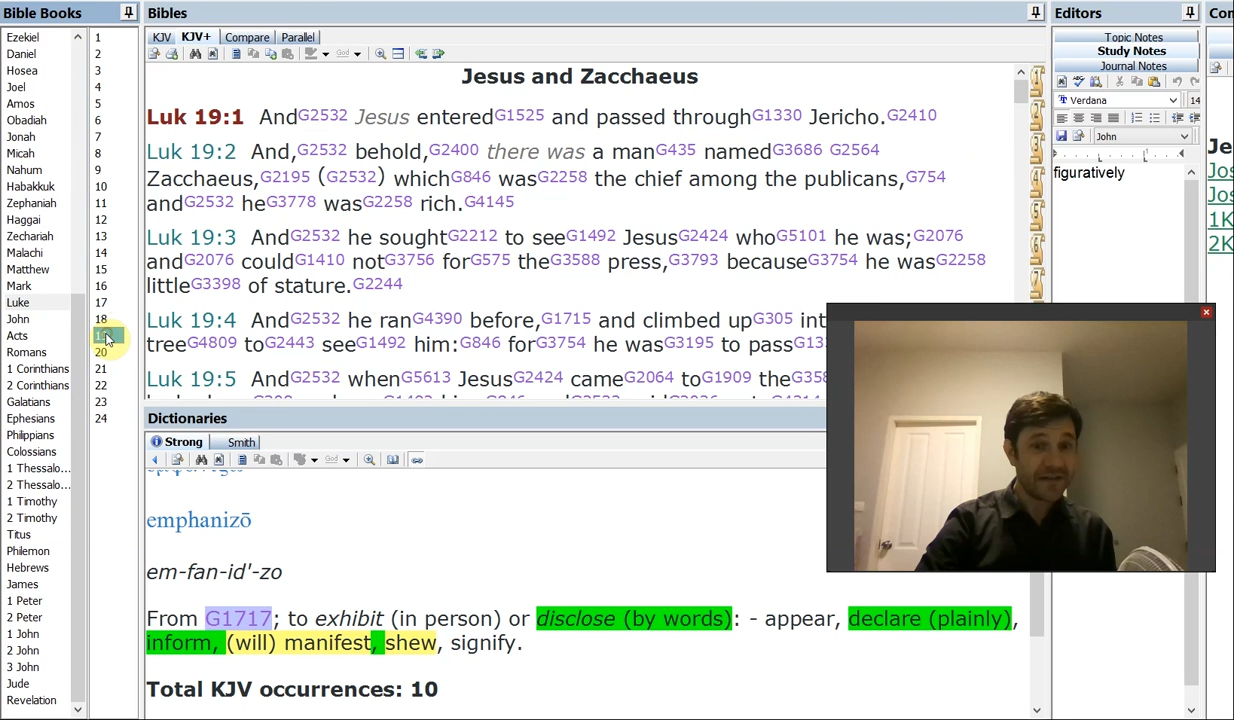 Bible Books
Ezekiel
Daniel
Hosea
Joel
Amos
Obadiah
Jonah
Micah
Nahum
Habakkuk
Zephaniah
Haggai
Zechariah
Malachi
Matthew
Mark
Luke
John
Acts
Romans
1 Corinthians
2 Corinthians
Galatians
Ephesians
Philippians
Colossians
1 Thessalo...
2 Thessalo...
1 Timothy
2 Timothy
Titus
Philemon
Hebrews
James
1 Peter
2 Peter
1 John
2 John
3 John
Jude
Revelation
1
2
3
4
5
6
7
8
9
10
11
12
13
14
15
16
17
18
20
21
22
23
24
Bibles
KJV KJV+ Compare Parallel
Jesus and Zacchaeus
Luk 19:1 AndG2532 Jesus enteredG1525 and passed throughG1330 Jericho.G2410
Luk 19:2 And,G2532 behold,G2400 there was a manG435 namedG3686 G2564
Zacchaeus,G2195 (G2532) whichG846 wasG2258 the chief among the publicans,G754
andG2532 heG3778 wasG2258 rich.G4145
Luk 19:3 AndG2532 he soughtG2212 to seeG1492 JesusG2424 whoG5101 he was;G2076
andG2076 couldG1410 notG3756 forG575 theG3588 press,G3793 becauseG3754 he wasG2258
littleG3398 of stature.G2244
Luk 19:4 AndG2532 he ranG4390 before,G1715 and climbed upG305 int
treeG4809 toG2443 seeG1492 him:G846 forG3754 he wasG3195 to passG13
Luk 19:5 AndG2532 whenG5613 JesusG2424 cameG2064 toG1909 theG358
Dictionaries
Strong Smith
God
emphanizō
em-fan-id'-zo
From G1717; to exhibit (in person) or disclose (by words): - appear, declare (plainly),
inform, (will) manifest, shew, signify.
Total KJV occurrences: 10
Editors
Topic Notes
Study Notes
Journal Notes
Verdana 14
John
figuratively
Co
Je
Jos
Jos
1K
2K